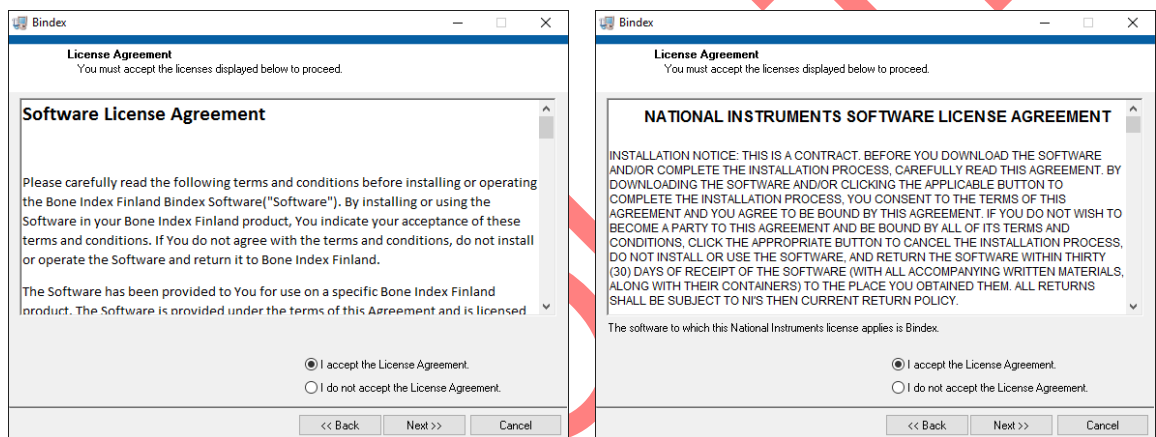 Bindex
License Agreement
You must accept the licenses displayed below to proceed.
Software License Agreement
Please carefully read the following terms and conditions before installing or operating
the Bone Index Finland Bindex Software("Software"). By installing or using the
Software in your Bone Index Finland product, You indicate your acceptance of these
terms and conditions. If You do not agree with the terms and conditions, do not install
or operate the Software and return it to Bone Index Finland.
The Software has been provided to You for use on a specific Bone Index Finland
product. The Software is provided under the terms of this Agreement and is licensed
I accept the License Agreement.
I do not accept the License Agreement.
<< Back
Next >>
Cancel
Bindex
License Agreement
You must accept the licenses displayed below to proceed.
NATIONAL INSTRUMENTS SOFTWARE LICENSE AGREEMENT
INSTALLATION NOTICE: THIS IS A CONTRACT. BEFORE YOU DOWNLOAD THE SOFTWARE
AND/OR COMPLETE THE INSTALLATION PROCESS, CAREFULLY READ THIS AGREEMENT. BY
DOWNLOADING THE SOFTWARE AND/OR CLICKING THE APPLICABLE BUTTON TO
COMPLETE THE INSTALLATION PROCESS, YOU CONSENT TO THE TERMS OF THIS
AGREEMENT AND YOU AGREE TO BE BOUND BY THIS AGREEMENT. IF YOU DO NOT WISH TO
BECOME A PARTY TO THIS AGREEMENT AND BE BOUND BY ALL OF ITS TERMS AND
CONDITIONS, CLICK THE APPROPRIATE BUTTON TO CANCEL THE INSTALLATION PROCESS,
DO NOT INSTALL OR USE THE SOFTWARE, AND RETURN THE SOFTWARE WITHIN THIRTY
(30) DAYS OF RECEIPT OF THE SOFTWARE (WITH ALL ACCOMPANYING WRITTEN MATERIALS,
ALONG WITH THEIR CONTAINERS) TO THE PLACE YOU OBTAINED THEM. ALL RETURNS
SHALL BE SUBJECT TO NI'S THEN CURRENT RETURN POLICY.
The software to which this National Instruments license applies is Bindex.
I accept the License Agreement.
I do not accept the License Agreement.
<< Back
Next >>
Cancel